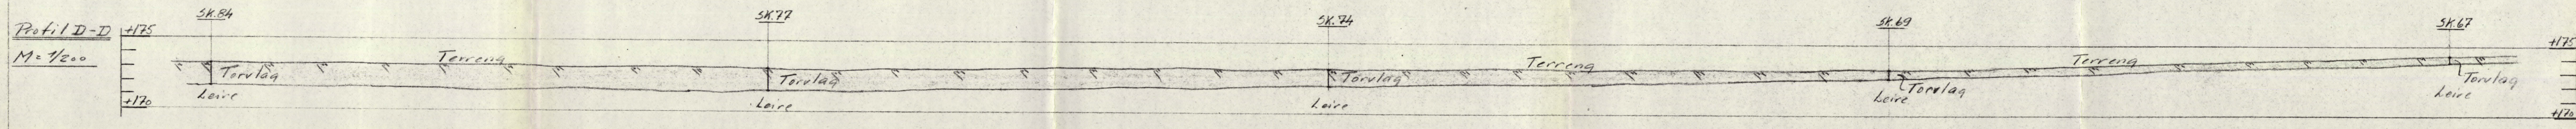 SK.84 SK.77 SK.74 SK.69 SK.67
Profil D-D +175 +175
M= 1/200 Terreng Terreng Terreng
Torvlag Torvlag Torvlag Torvlag Torvlag
Leire Leire Leire Leire Leire
+170 +170